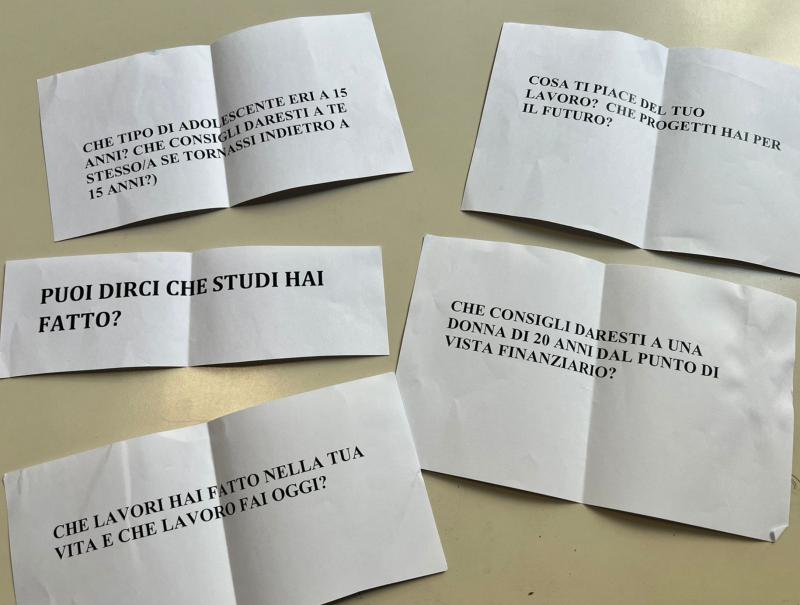 CHE TIPO DI ADOLESCENTE ERI A 15
ANNI? CHE CONSIGLI DARESTI A TE
STESSO/A SE TORNASSI INDIETRO A
15 ANNI?)
COSA TI PIACE DEL TUO
LAVORO? CHE PROGETTI HAI PER
IL FUTURO?
PUOI DIRCI CHE STUDI HAI
FATTO?
CHE CONSIGLI DARESTI A UNA
DONNA DI 20 ANNI DAL PUNTO DI
VISTA FINANZIARIO?
CHE LAVORI HAI FATTO NELLA TUA
VITA E CHE LAVOR0 FAI OGGI?